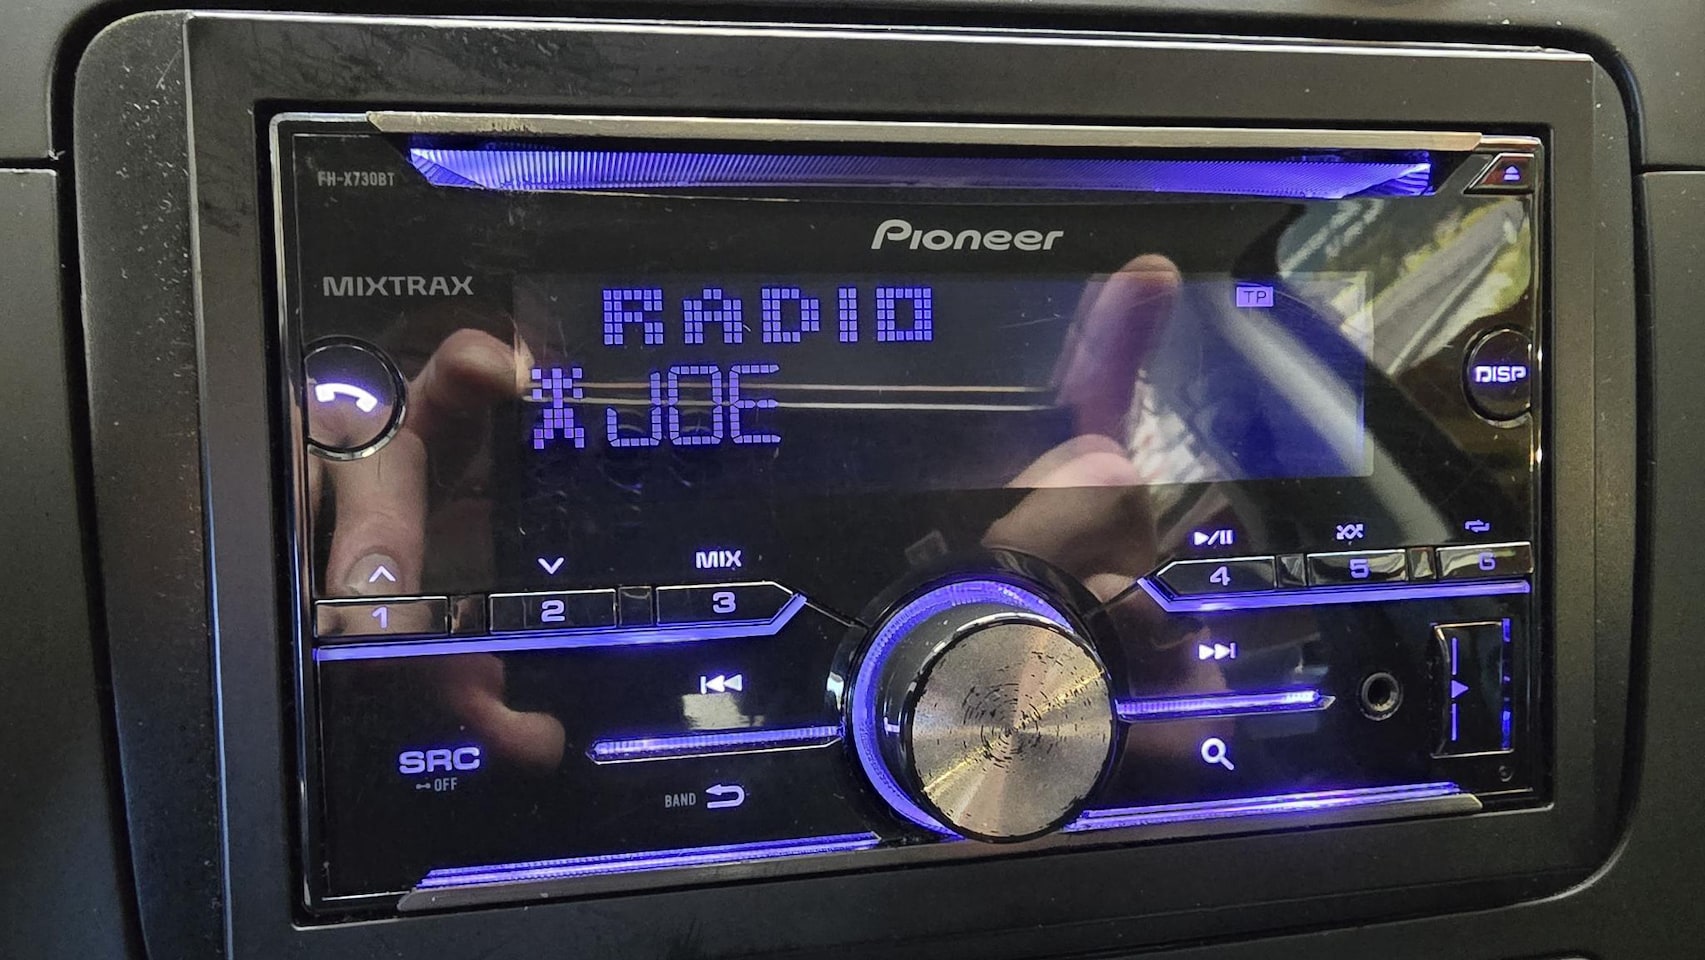 FH-X730BT
Pioneer
MIXTRAX
RADIO
TP
JOE
DISP
MIX
1
2
3
4
5
6
SRC
OFF
BAND